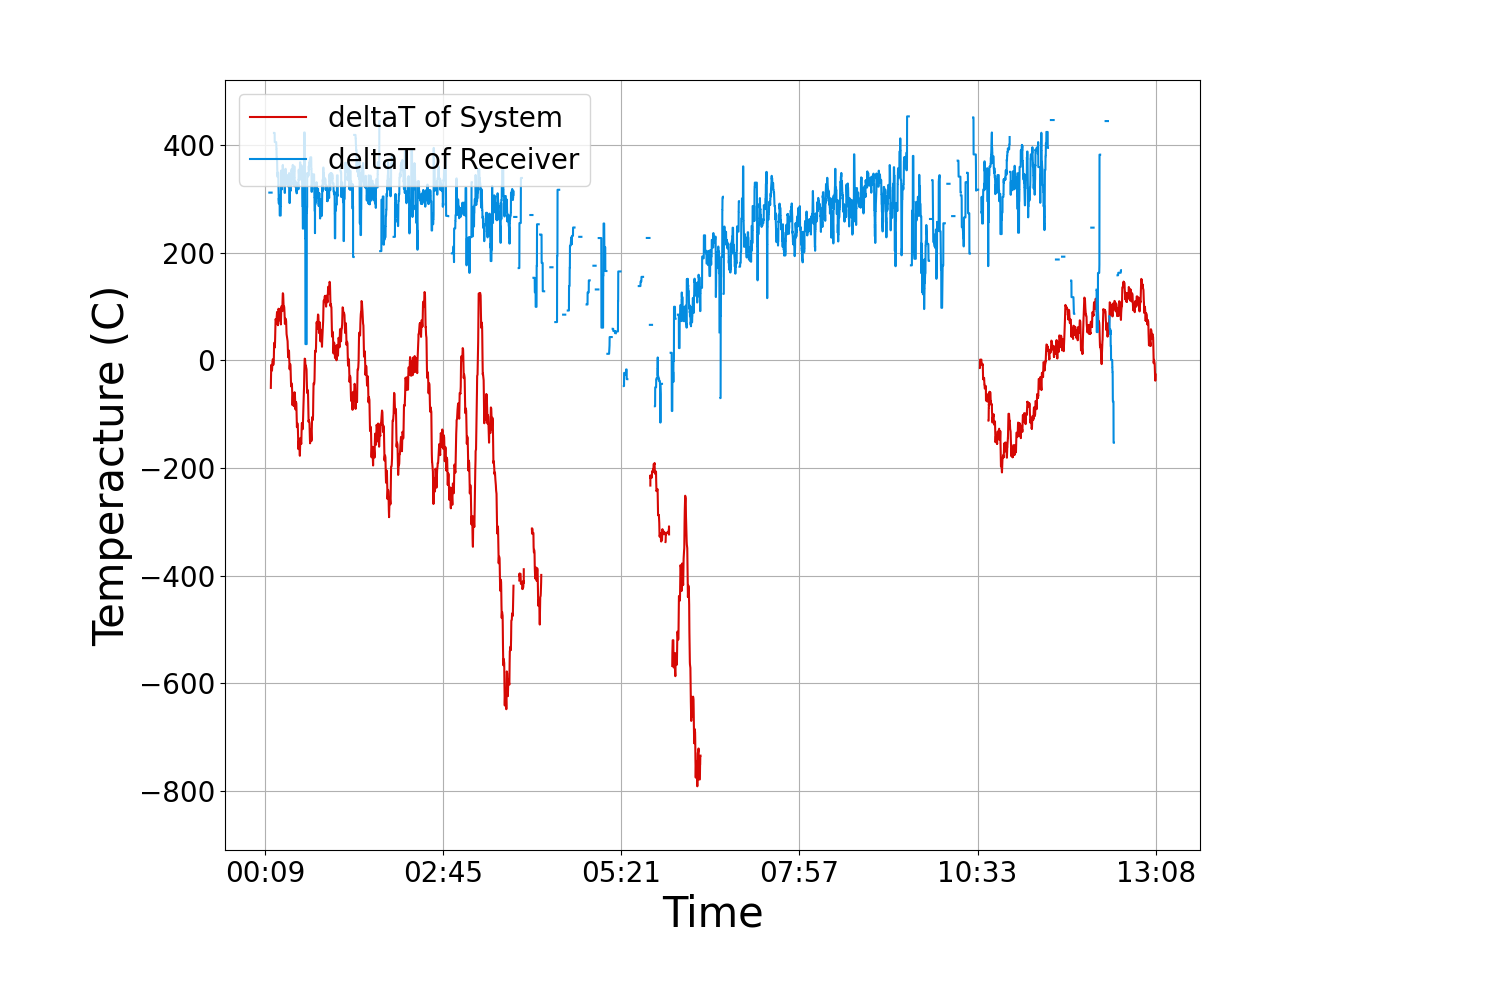 deltaT of System
deltaT of Receiver
400
200
0
−200
−400
−600
−800
Temperacture (C)
00:09 02:45 05:21 07:57 10:33 13:08
Time